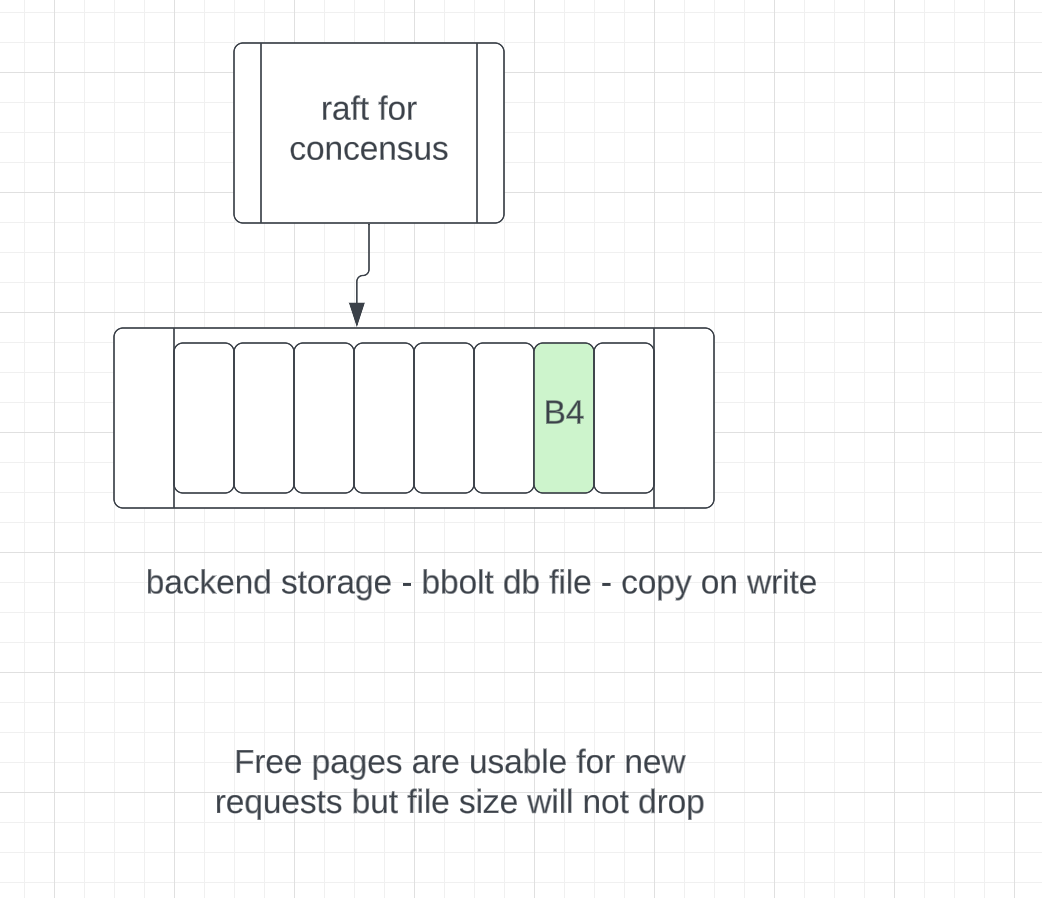 raft for
concensus
B4
backend storage - bbolt db file - copy on write
Free pages are usable for new
requests but file size will not drop